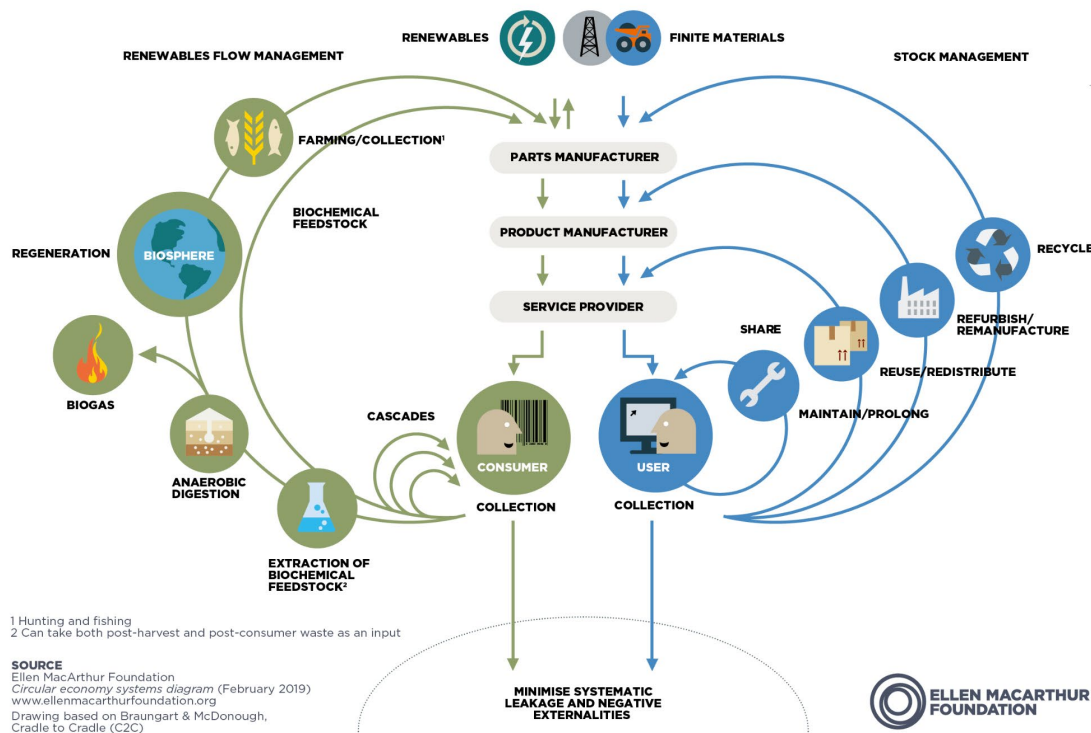 RENEWABLES
FINITE MATERIALS
RENEWABLES FLOW MANAGEMENT
STOCK MANAGEMENT
FARMING/COLLECTION¹
PARTS MANUFACTURER
BIOCHEMICAL
FEEDSTOCK
PRODUCT MANUFACTURER
REGENERATION
BIOSPHERE
RECYCLE
SERVICE PROVIDER
SHARE
REFURBISH/
REMANUFACTURE
REUSE/REDISTRIBUTE
BIOGAS
CASCADES
MAINTAIN/PROLONG
CONSUMER
USER
ANAEROBIC
DIGESTION
COLLECTION
COLLECTION
EXTRACTION OF
BIOCHEMICAL
FEEDSTOCK²
1 Hunting and fishing
2 Can take both post-harvest and post-consumer waste as an input
SOURCE
Ellen MacArthur Foundation
Circular economy systems diagram (February 2019)
www.ellenmacarthurfoundation.org
Drawing based on Braungart & McDonough,
Cradle to Cradle (C2C)
MINIMISE SYSTEMATIC
LEAKAGE AND NEGATIVE
EXTERNALITIES
ELLEN MACARTHUR
FOUNDATION